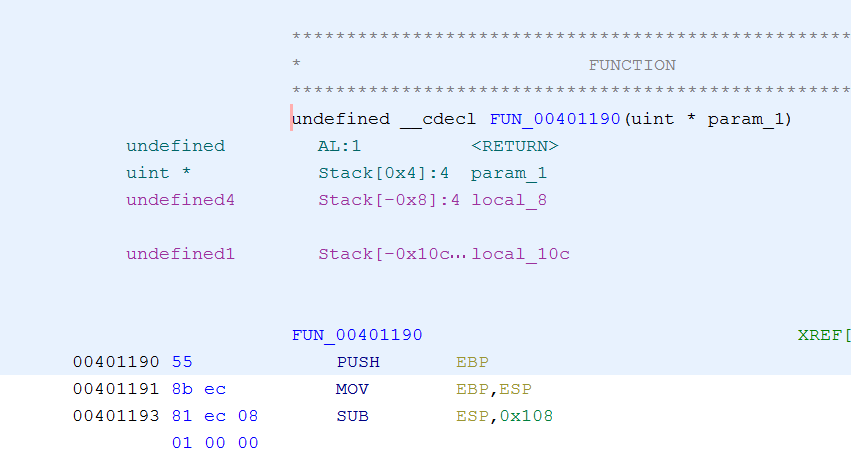 ***************************************************
* FUNCTION
***************************************************
undefined __cdecl FUN_00401190(uint * param_1)
undefined AL:1 <RETURN>
uint * Stack[0x4]:4 param_1
undefined4 Stack[-0x8]:4 local_8
undefined1 Stack[-0x10c... local_10c
FUN_00401190 XREF[
00401190 55 PUSH EBP
00401191 8b ec MOV EBP,ESP
00401193 81 ec 08 SUB ESP,0x108
01 00 00